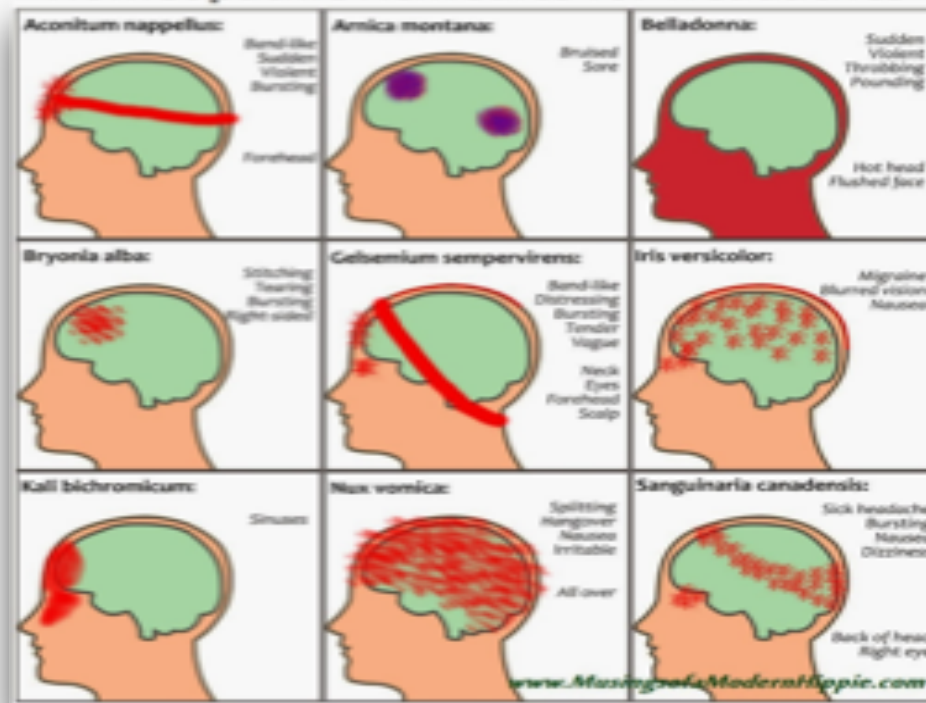 Aconitum nappellus:
Band-like
Sudden
Violent
Bursting
Forehead
Arnica montana:
Bruised
Sore
Belladonna:
Sudden
Violent
Throbbing
Pounding
Hot head
Flushed face
Bryonia alba:
Stitching
Tearing
Bursting
Right-sided
Gelsemium sempervirens:
Band-like
Distressing
Bursting
Tender
Vague
Neck
Eyes
Forehead
Scalp
Iris versicolor:
Migraine
Blurred vision
Nausea
Kali bichromicum:
Sinuses
Nux vomica:
Splitting
Hangover
Nausea
Irritable
All over
Sanguinaria canadensis:
Sick headache
Bursting
Nausea
Dizziness
Back of head
Right eye
www.MusingsofaModernHippie.com